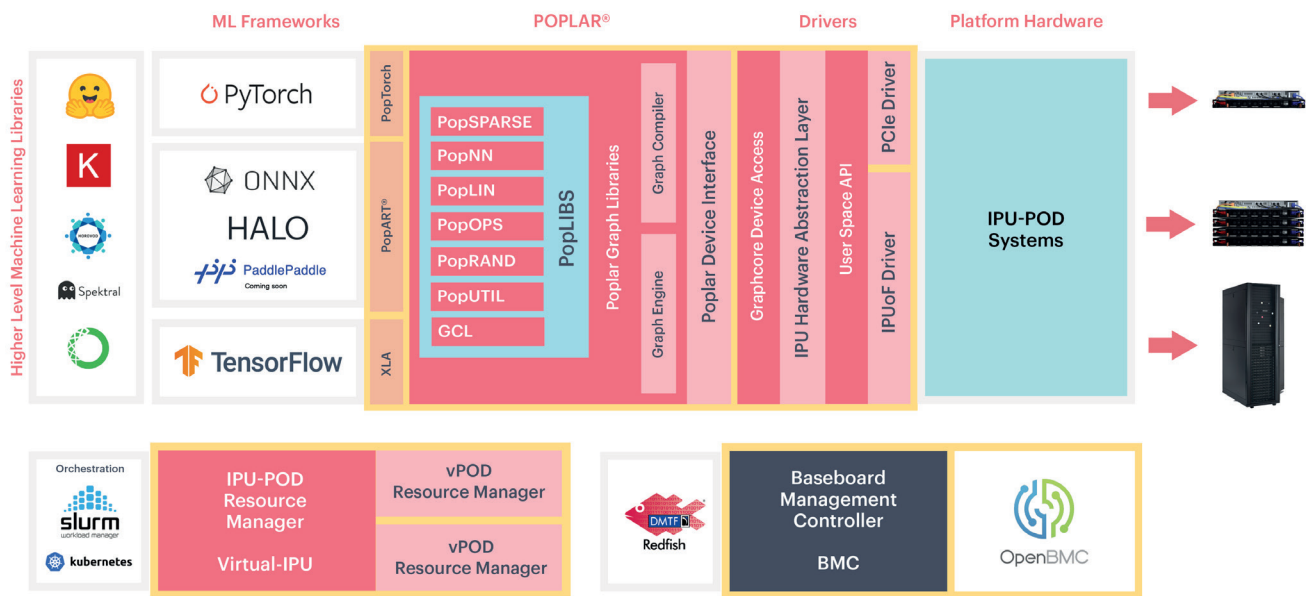 ML Frameworks
POPLAR®
Drivers
Platform Hardware
Higher Level Machine Learning Libraries
K
HOROVOD
Spektral
PyTorch
ONNX
HALO
PaddlePaddle
Coming soon
TensorFlow
PopTorch
PopART®
XLA
PopSPARSE
PopNN
PopLIN
PopOPS
PopRAND
PopUTIL
GCL
PopLIBS
Poplar Graph Libraries
Graph Compiler
Graph Engine
Poplar Device Interface
Graphcore Device Access
IPU Hardware Abstraction Layer
User Space API
PCIe Driver
IPUoF Driver
IPU-POD
Systems
Orchestration
slurm
workload manager
kubernetes
IPU-POD
Resource
Manager
Virtual-IPU
vPOD
Resource Manager
vPOD
Resource Manager
DMTF
Redfish
Baseboard
Management
Controller
BMC
OpenBMC